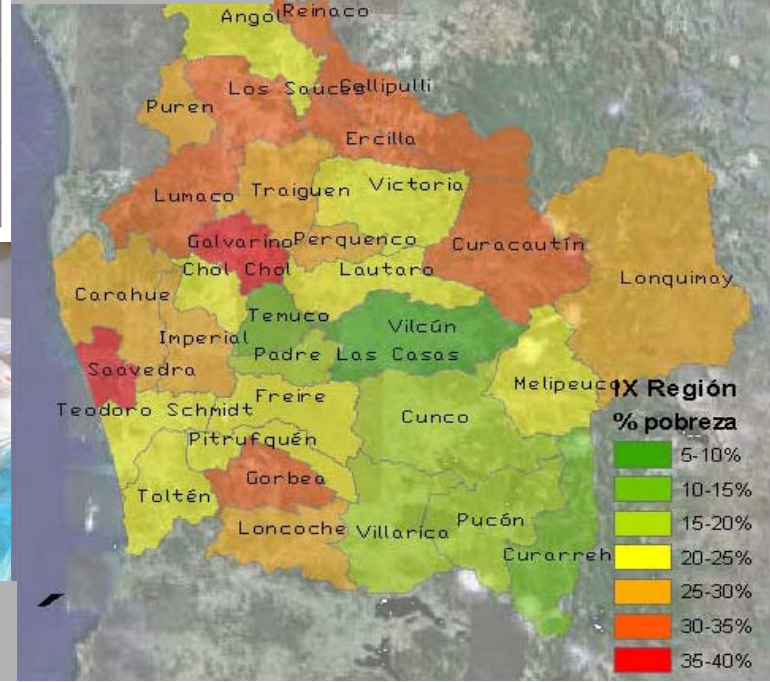 Angol Reinaco
Los Sauces Collipulli
Puren
Ercilla
Lumaco Traiguen Victoria
Galvarino Perquenco Curacautín
Chol Chol Lautaro Lonquimay
Carahue
Temuco Vilcún
Imperial
Padre Las Casas
Saavedra
Melipeuco
IX Región
Teodoro Schmidt Freire
Cunco
% pobreza
Pitrufquén
5-10%
Gorbea
10-15%
Toltén
Loncoche Villarica Pucón
15-20%
Curarreh
20-25%
25-30%
30-35%
35-40%